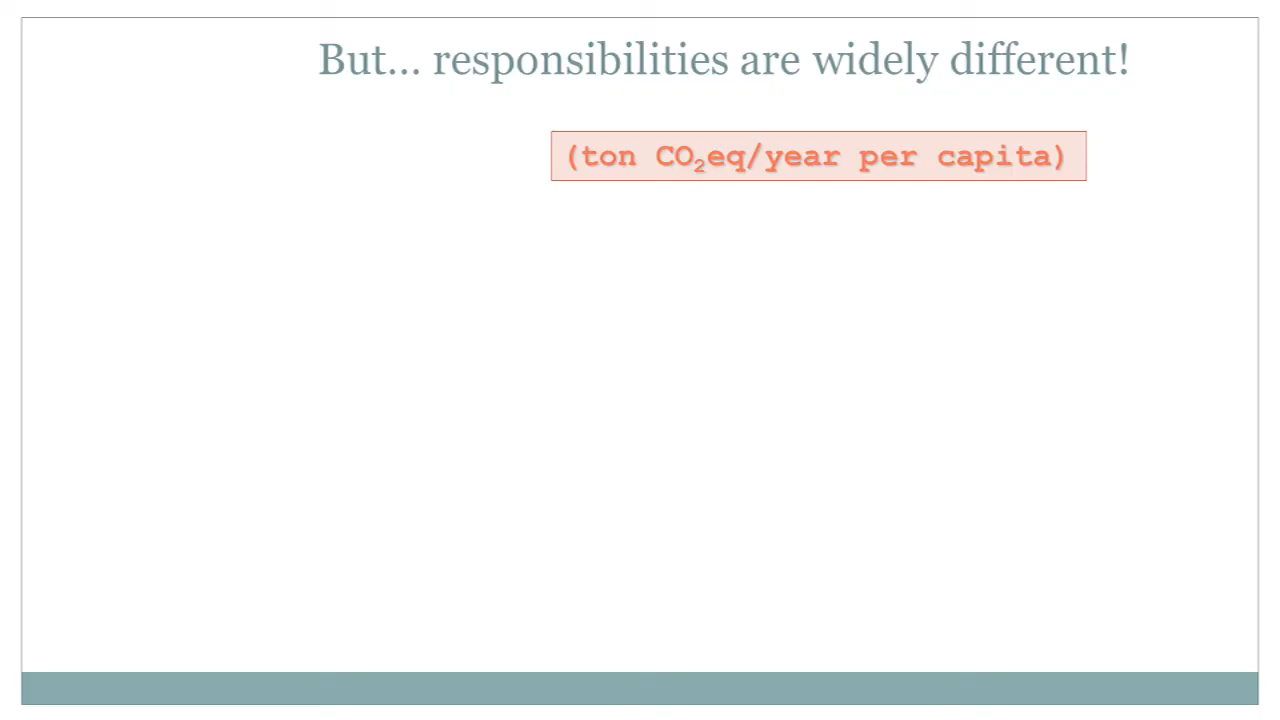 But... responsibilities are widely different!
(ton CO₂eq/year per capita)